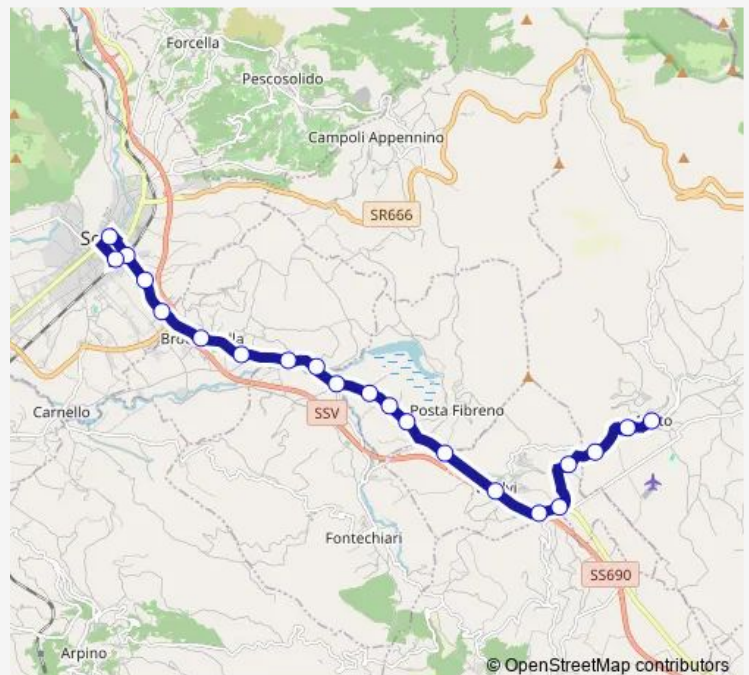 Forcella
Pescosolido
Campoli Appennino
SR666
Carnello
SSV
Posta Fibreno
Fontechiari
SS690
Arpino
© OpenStreetMap contributors